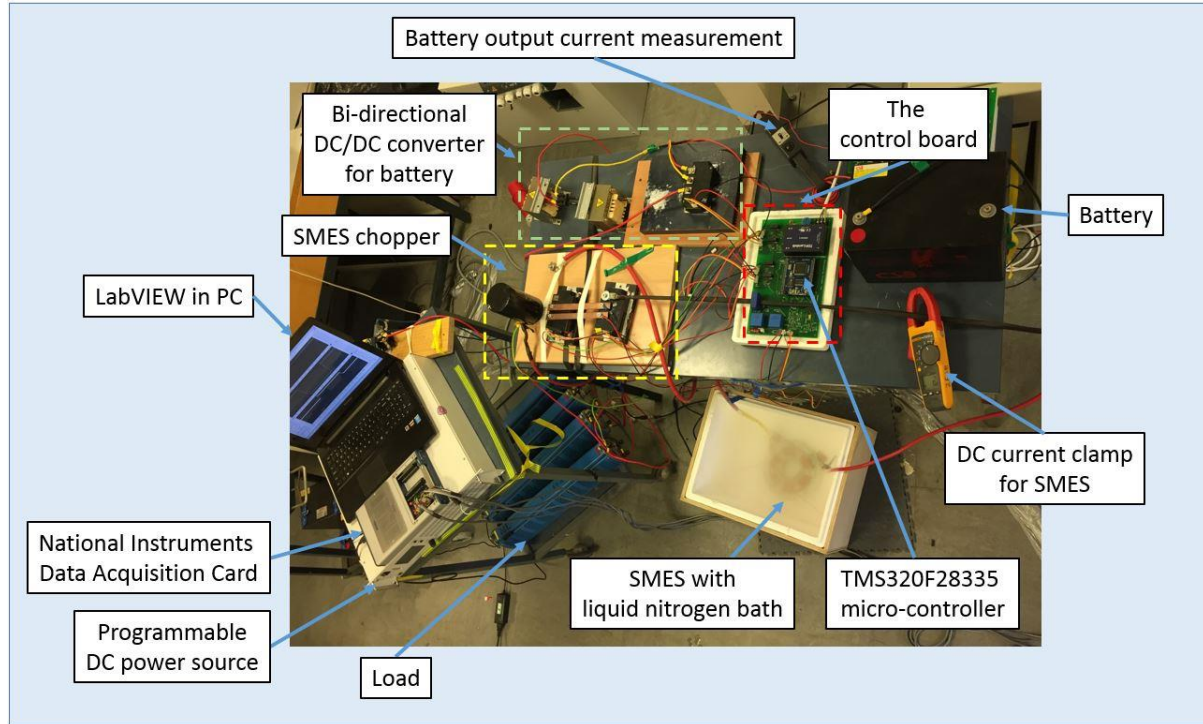 Battery output current measurement
Bi-directional
DC/DC converter
for battery
The
control board
Battery
SMES chopper
LabVIEW in PC
DC current clamp
for SMES
National Instruments
Data Acquisition Card
SMES with
liquid nitrogen bath
TMS320F28335
micro-controller
Programmable
DC power source
Load